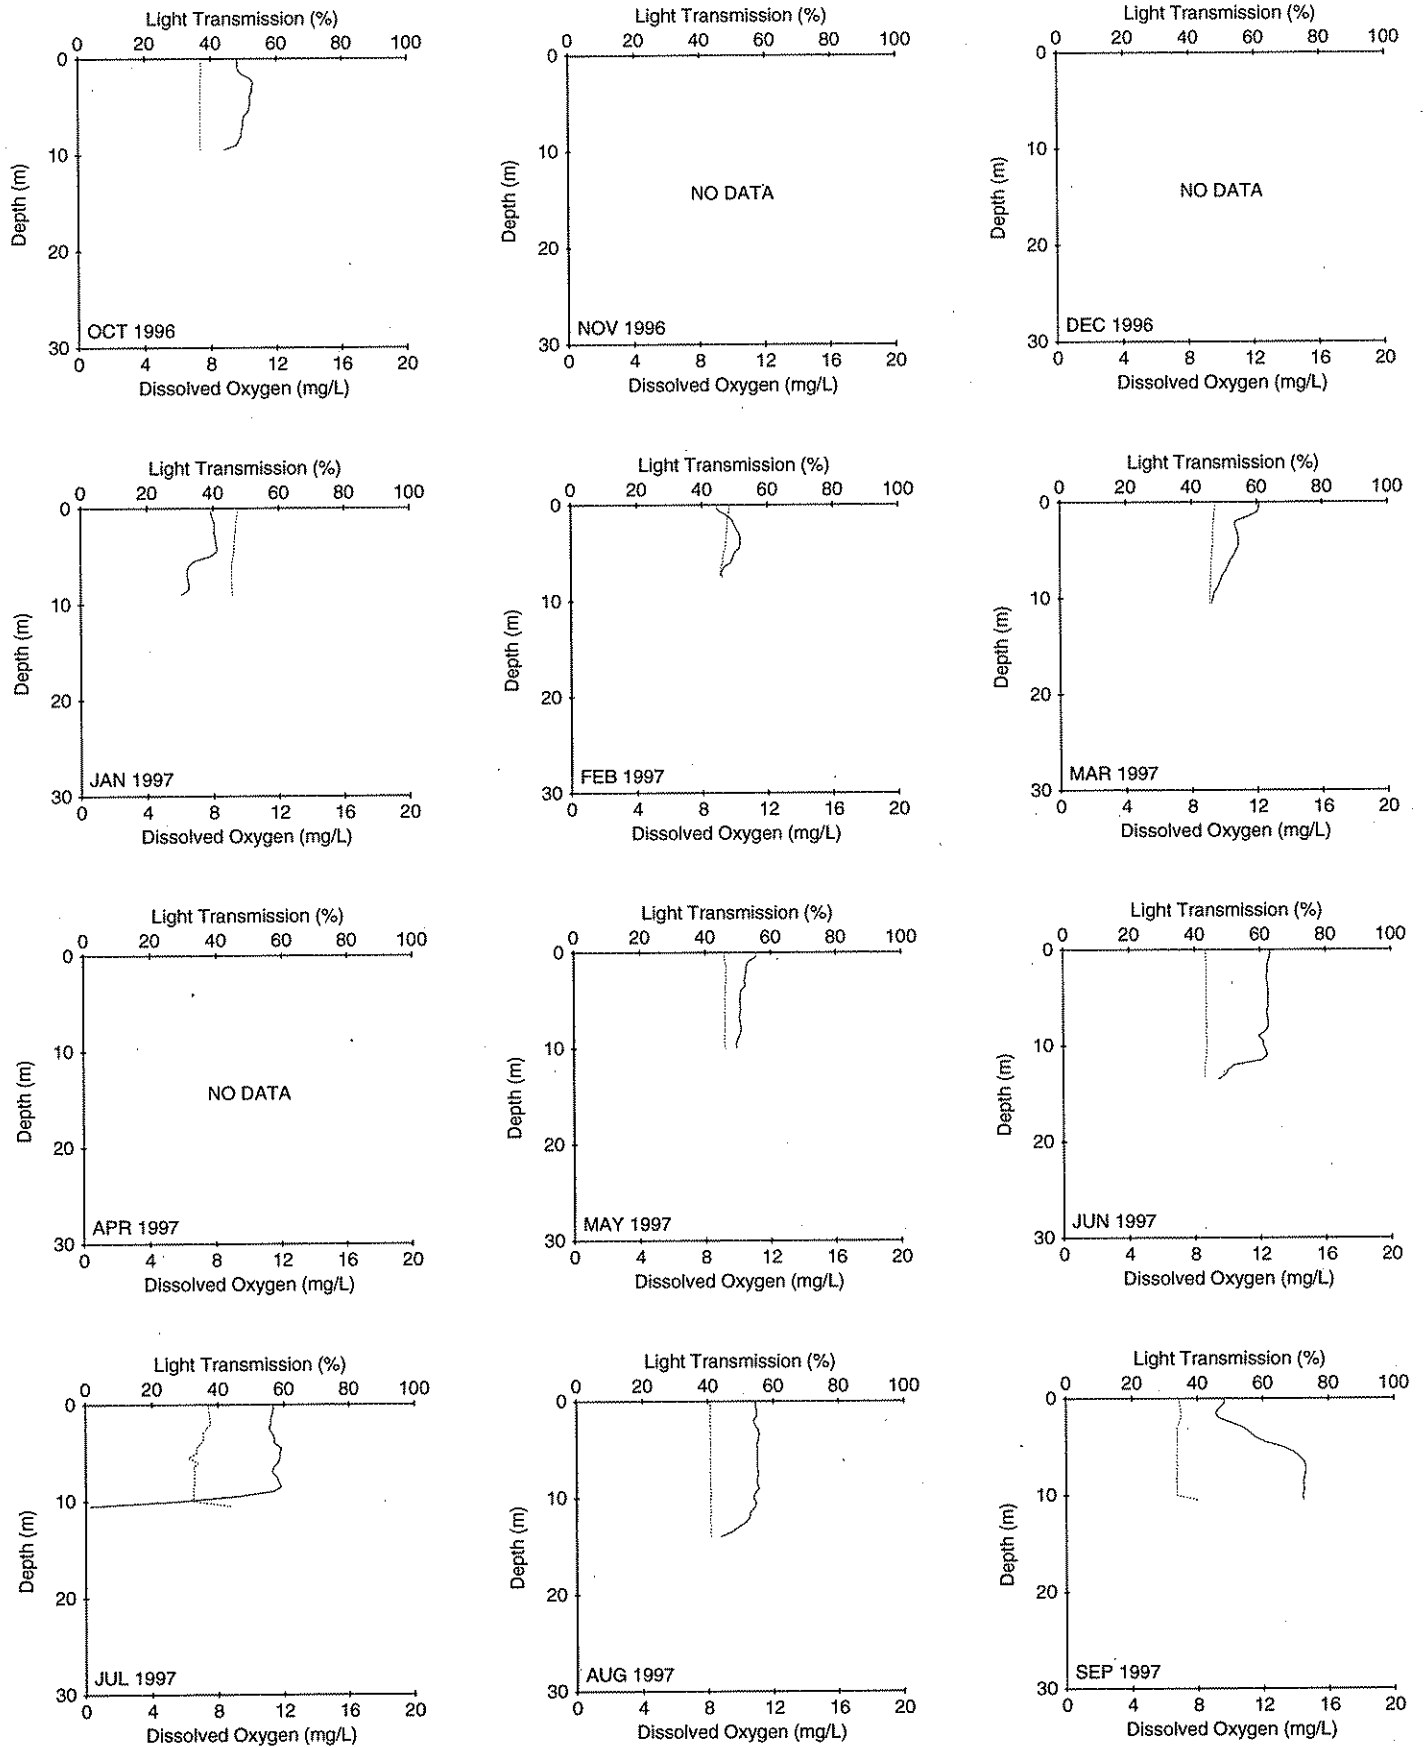 Light Transmission (%)
0 20 40 60 80 100
0
10
20
30
Depth (m)
OCT 1996
0 4 8 12 16 20
Dissolved Oxygen (mg/L)
Light Transmission (%)
0 20 40 60 80 100
0
10
20
30
Depth (m)
NO DATA
NOV 1996
0 4 8 12 16 20
Dissolved Oxygen (mg/L)
Light Transmission (%)
0 20 40 60 80 100
0
10
20
30
Depth (m)
NO DATA
DEC 1996
0 4 8 12 16 20
Dissolved Oxygen (mg/L)
Light Transmission (%)
0 20 40 60 80 100
0
10
20
30
Depth (m)
JAN 1997
0 4 8 12 16 20
Dissolved Oxygen (mg/L)
Light Transmission (%)
0 20 40 60 80 100
0
10
20
30
Depth (m)
FEB 1997
0 4 8 12 16 20
Dissolved Oxygen (mg/L)
Light Transmission (%)
0 20 40 60 80 100
0
10
20
30
Depth (m)
MAR 1997
0 4 8 12 16 20
Dissolved Oxygen (mg/L)
Light Transmission (%)
0 20 40 60 80 100
0
10
20
30
Depth (m)
NO DATA
APR 1997
0 4 8 12 16 20
Dissolved Oxygen (mg/L)
Light Transmission (%)
0 20 40 60 80 100
0
10
20
30
Depth (m)
MAY 1997
0 4 8 12 16 20
Dissolved Oxygen (mg/L)
Light Transmission (%)
0 20 40 60 80 100
0
10
20
30
Depth (m)
JUN 1997
0 4 8 12 16 20
Dissolved Oxygen (mg/L)
Light Transmission (%)
0 20 40 60 80 100
0
10
20
30
Depth (m)
JUL 1997
0 4 8 12 16 20
Dissolved Oxygen (mg/L)
Light Transmission (%)
0 20 40 60 80 100
0
10
20
30
Depth (m)
AUG 1997
0 4 8 12 16 20
Dissolved Oxygen (mg/L)
Light Transmission (%)
0 20 40 60 80 100
0
10
20
30
Depth (m)
SEP 1997
0 4 8 12 16 20
Dissolved Oxygen (mg/L)